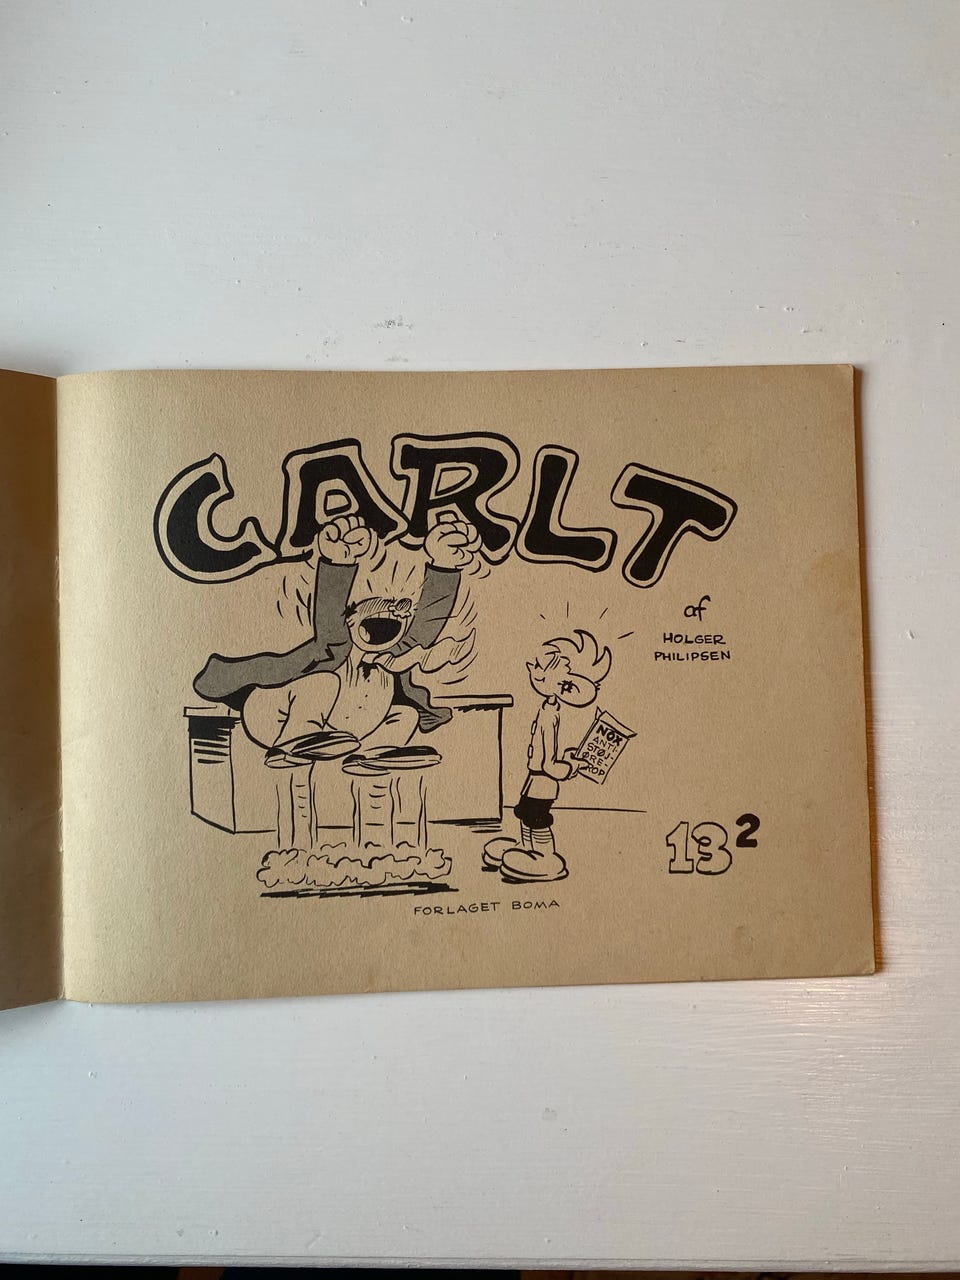 CARLT
af
HOLGER
PHILIPSEN
NOX
ANTI
STØJ-
ØRE-
PROP
13²
FORLAGET BOMA